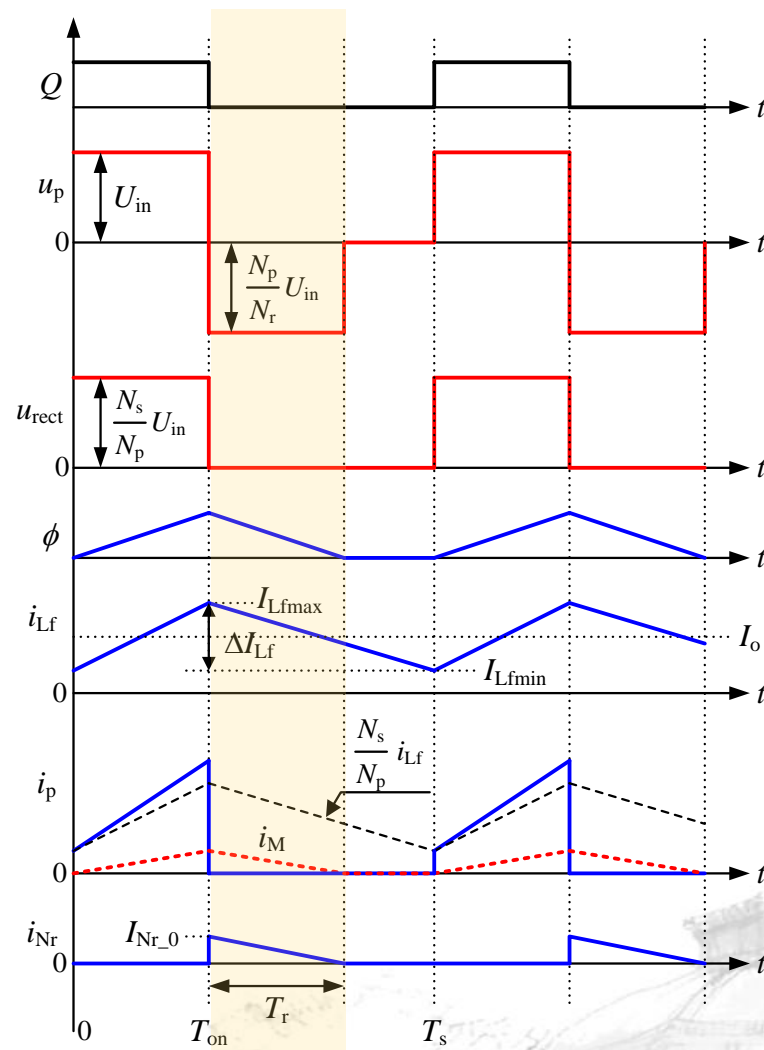 Q
t
u_p
U_in
0
t
N_p/N_r U_in
u_rect
N_s/N_p U_in
0
t
ϕ
t
i_Lf
I_Lfmax
ΔI_Lf
I_o
I_Lfmin
0
t
N_s/N_p i_Lf
i_p
i_M
0
t
i_Nr
I_Nr_0
0
t
T_r
0 T_on T_s